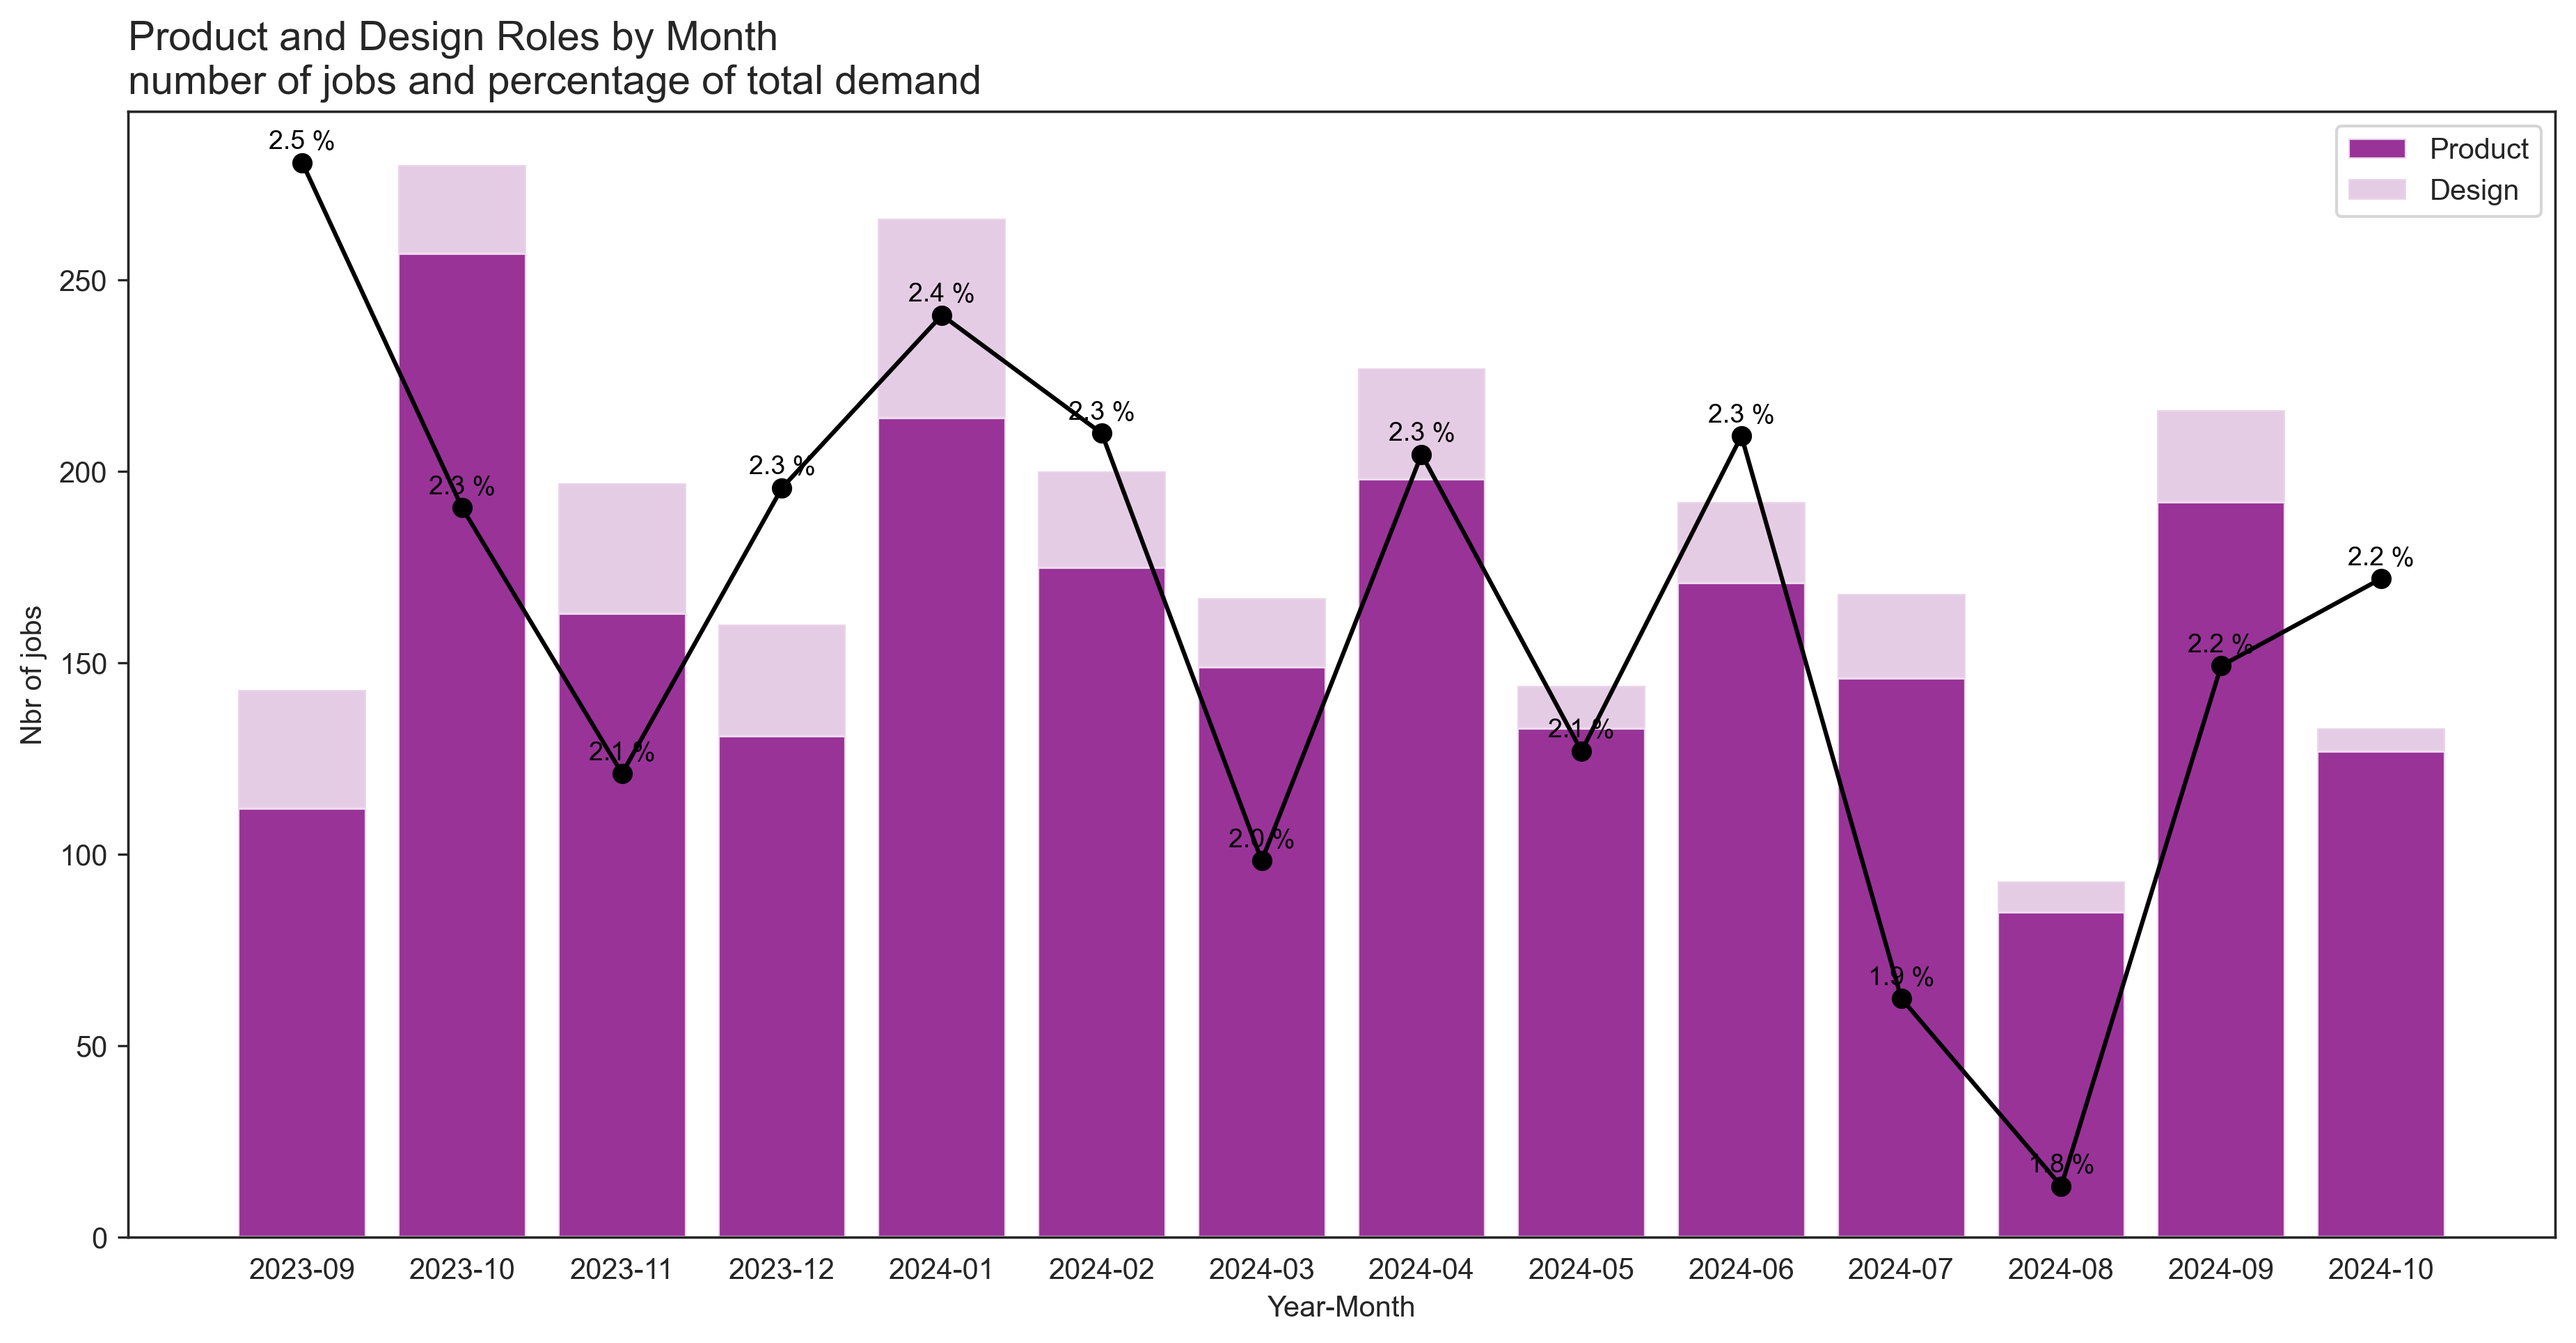 Product and Design Roles by Month
number of jobs and percentage of total demand
Product
Design
2.5 %
2.3 %
2.1 %
2.3 %
2.4 %
2.3 %
2.0 %
2.3 %
2.1 %
2.3 %
1.9 %
1.8 %
2.2 %
2.2 %
Nbr of jobs
250
200
150
100
50
0
2023-09 2023-10 2023-11 2023-12 2024-01 2024-02 2024-03 2024-04 2024-05 2024-06 2024-07 2024-08 2024-09 2024-10
Year-Month